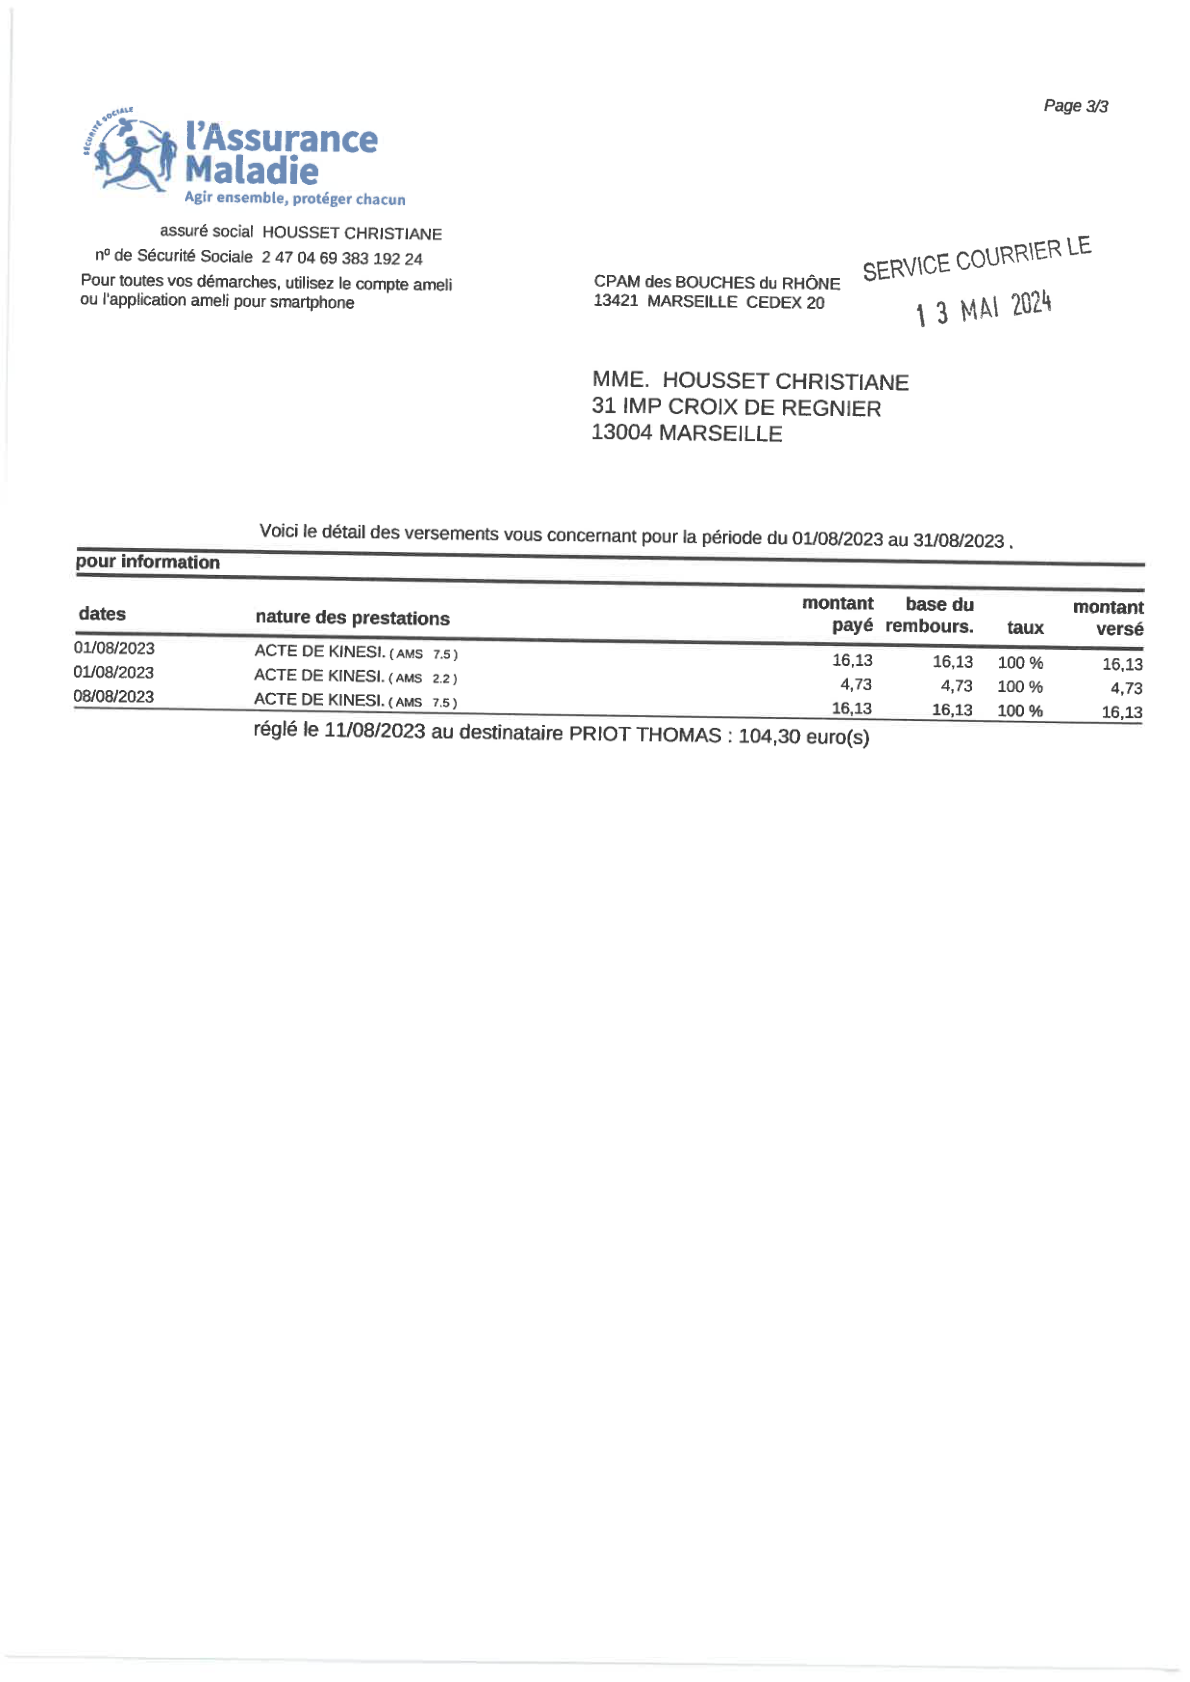 Page 3/3
SÉCURITÉ SOCIALE
l'Assurance
Maladie
Agir ensemble, protéger chacun
assuré social HOUSSET CHRISTIANE
nº de Sécurité Sociale 2 47 04 69 383 192 24
Pour toutes vos démarches, utilisez le compte ameli
ou l'application ameli pour smartphone
CPAM des BOUCHES du RHÔNE
13421 MARSEILLE CEDEX 20
SERVICE COURRIER LE
13 MAI 2024
MME. HOUSSET CHRISTIANE
31 IMP CROIX DE REGNIER
13004 MARSEILLE
Voici le détail des versements vous concernant pour la période du 01/08/2023 au 31/08/2023 .
pour information
dates nature des prestations montant payé base du rembours. taux montant versé
01/08/2023 ACTE DE KINESI. ( AMS 7.5 ) 16,13 16,13 100 % 16,13
01/08/2023 ACTE DE KINESI. ( AMS 2.2 ) 4,73 4,73 100 % 4,73
08/08/2023 ACTE DE KINESI. ( AMS 7.5 ) 16,13 16,13 100 % 16,13
réglé le 11/08/2023 au destinataire PRIOT THOMAS : 104,30 euro(s)